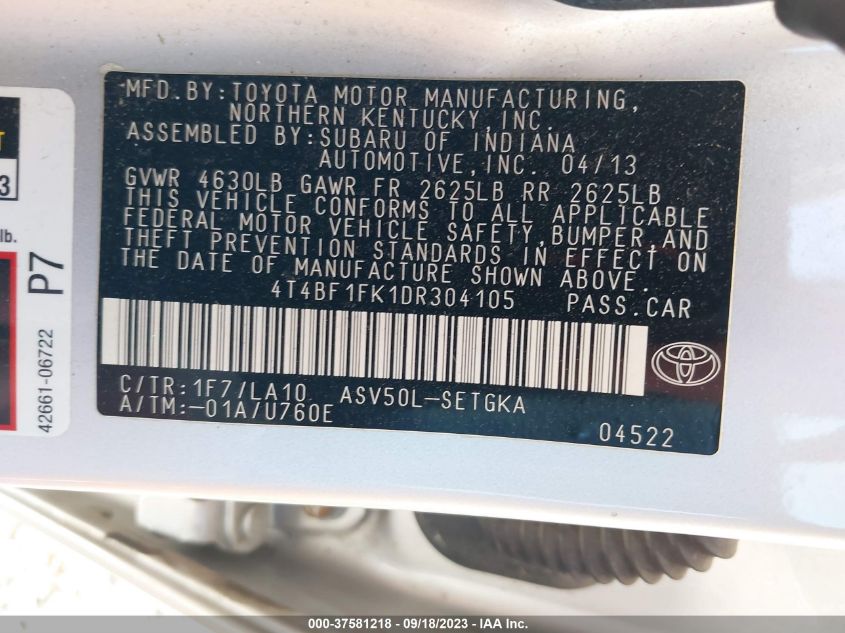 MFD.BY:TOYOTA MOTOR MANUFACTURING,
NORTHERN KENTUCKY,INC.
ASSEMBLED BY:SUBARU OF INDIANA
AUTOMOTIVE,INC. 04/13
GVWR 4630LB GAWR FR 2625LB RR 2625LB
THIS VEHICLE CONFORMS TO ALL APPLICABLE
FEDERAL MOTOR VEHICLE SAFETY,BUMPER,AND
THEFT PREVENTION STANDARDS IN EFFECT ON
THE DATE OF MANUFACTURE SHOWN ABOVE.
4T4BF1FK1DR304105 PASS.CAR
C/TR:1F7/LA10 ASV50L-SETGKA
A/TM:-01A/U760E
04522
3
lb.
P7
42661-06722
000-37581218 - 09/18/2023 - IAA Inc.